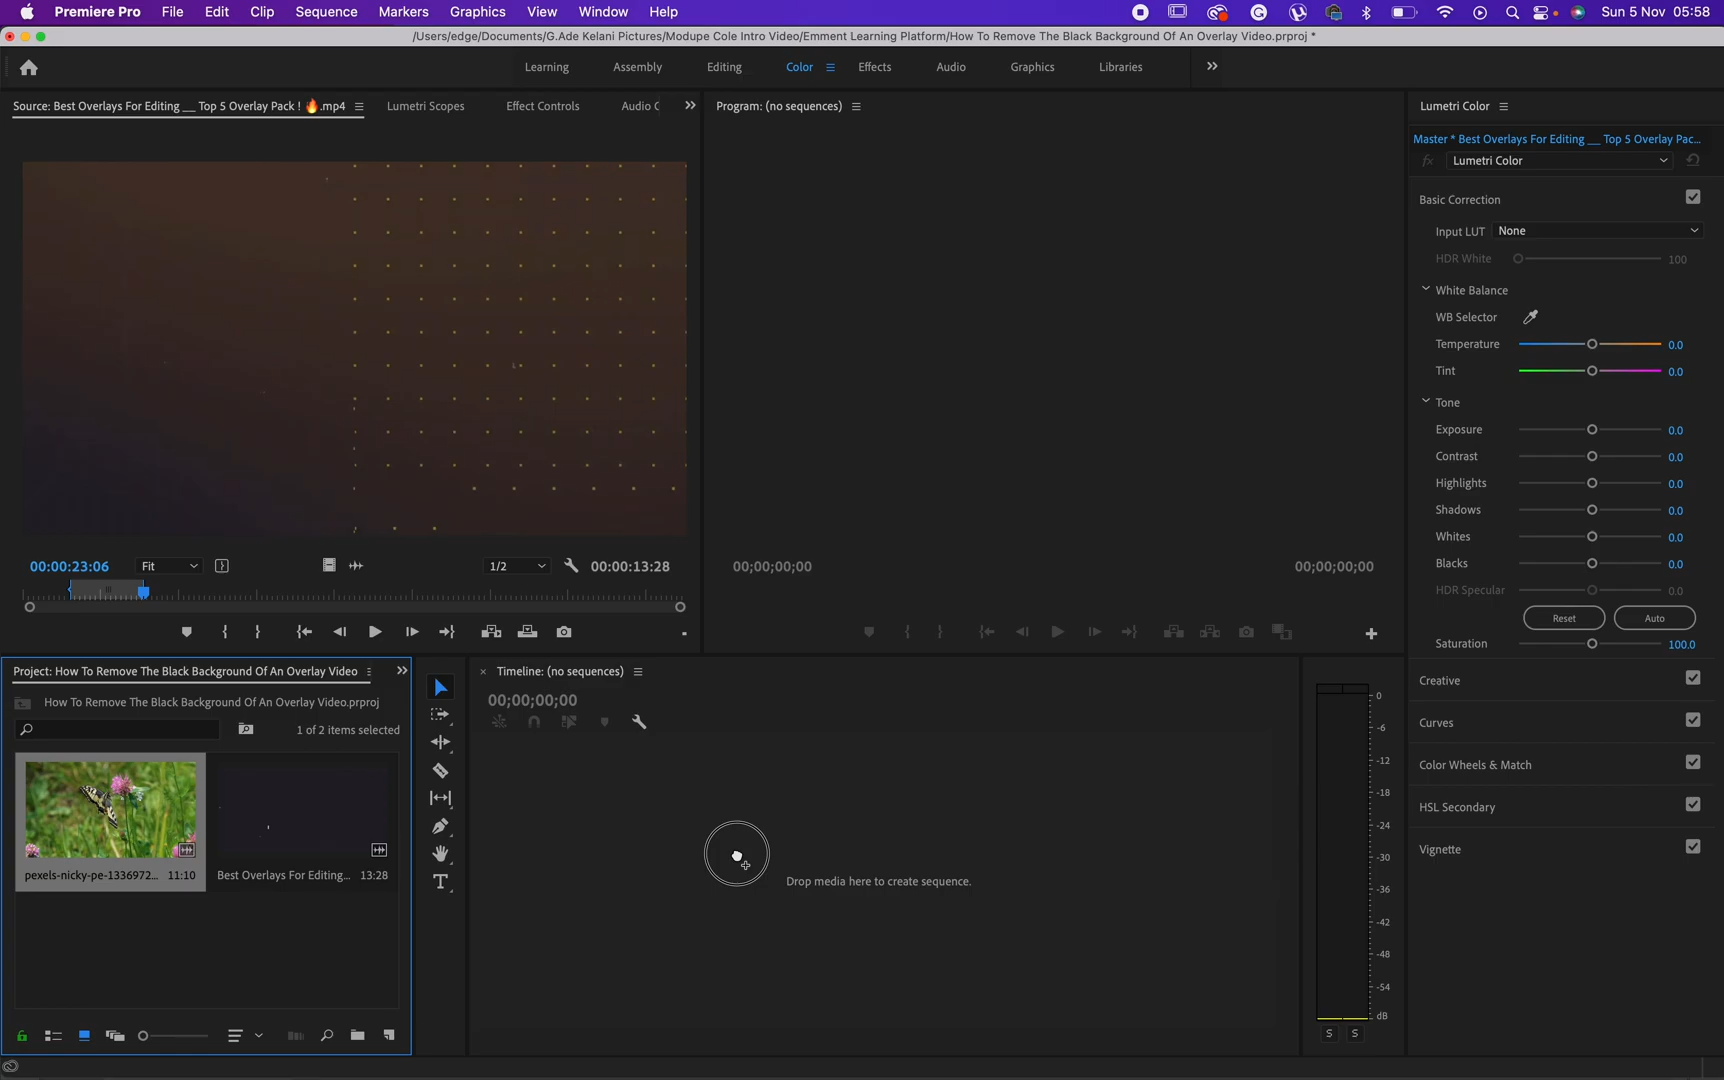 Premiere Pro File Edit Clip Sequence Markers Graphics View Window Help Sun 5 Nov 05:58
/Users/edge/Documents/G.Ade Kelani Pictures/Modupe Cole Intro Video/Emment Learning Platform/How To Remove The Black Background Of An Overlay Video.prproj *
Learning Assembly Editing Color Effects Audio Graphics Libraries
Source: Best Overlays For Editing __ Top 5 Overlay Pack ! 🔥.mp4 Lumetri Scopes Effect Controls Audio C
Program: (no sequences)
Lumetri Color
Master * Best Overlays For Editing __ Top 5 Overlay Pac...
fx Lumetri Color
Basic Correction
Input LUT None
HDR White 100
White Balance
WB Selector
Temperature 0.0
Tint 0.0
Tone
Exposure 0.0
Contrast 0.0
Highlights 0.0
Shadows 0.0
Whites 0.0
Blacks 0.0
HDR Specular 0.0
Reset Auto
Saturation 100.0
Creative
Curves
Color Wheels & Match
HSL Secondary
Vignette
00:00:23:06 Fit 1/2 00:00:13:28
00;00;00;00 00;00;00;00
Project: How To Remove The Black Background Of An Overlay Video
How To Remove The Black Background Of An Overlay Video.prproj
1 of 2 items selected
pexels-nicky-pe-1336972... 11:10
Best Overlays For Editing... 13:28
Timeline: (no sequences)
00;00;00;00
Drop media here to create sequence.
0
-6
-12
-18
-24
-30
-36
-42
-48
-54
dB
S S